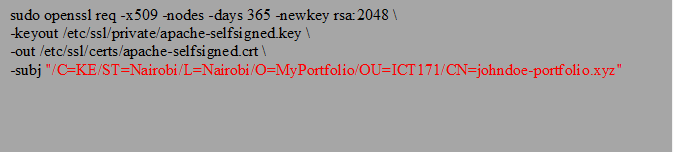 sudo openssl req -x509 -nodes -days 365 -newkey rsa:2048 \
-keyout /etc/ssl/private/apache-selfsigned.key \
-out /etc/ssl/certs/apache-selfsigned.crt \
-subj "/C=KE/ST=Nairobi/L=Nairobi/O=MyPortfolio/OU=ICT171/CN=johndoe-portfolio.xyz"